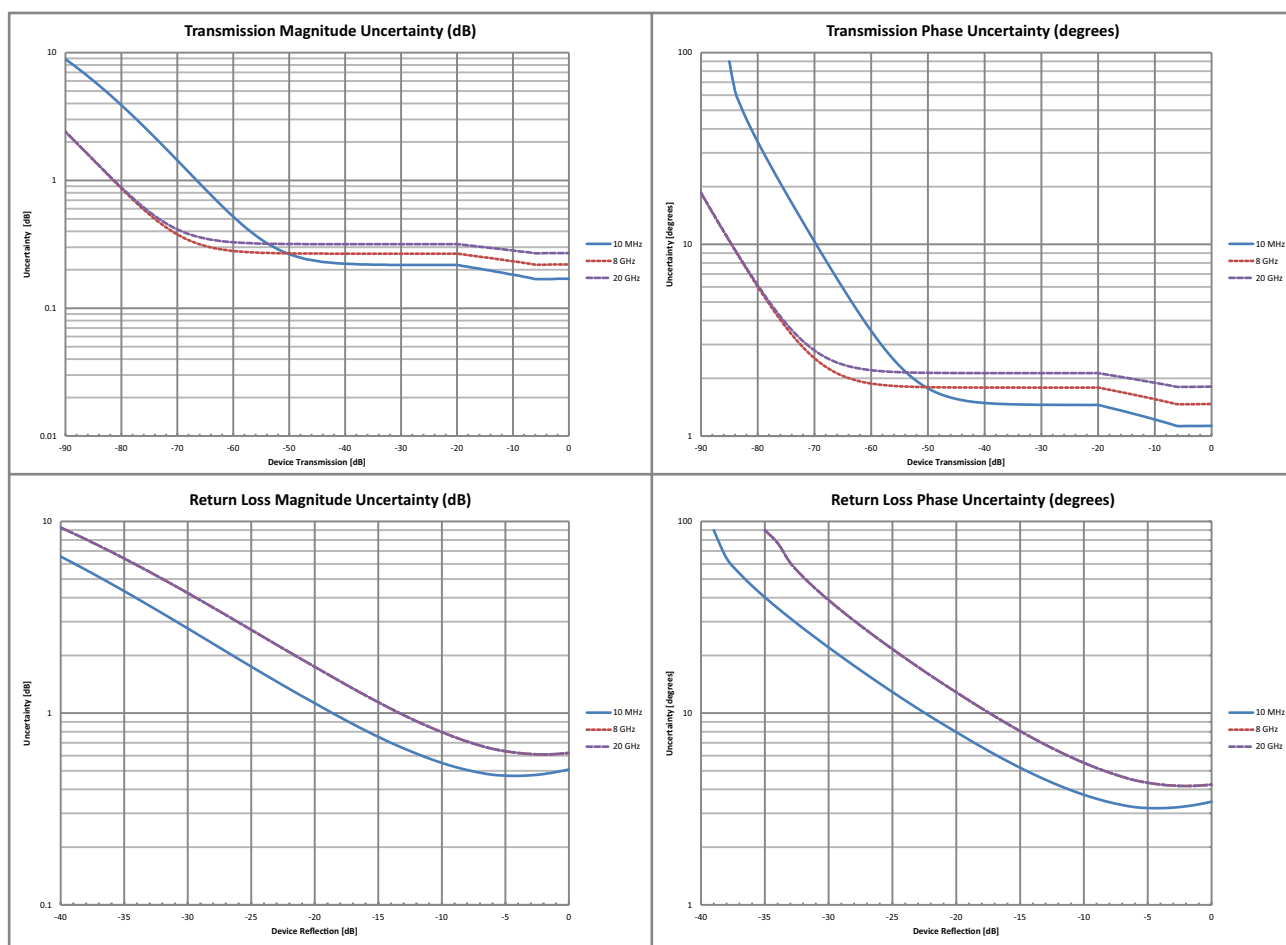 Transmission Magnitude Uncertainty (dB)
10
1
0.1
0.01
Uncertainty [dB]
-90 -80 -70 -60 -50 -40 -30 -20 -10 0
Device Transmission [dB]
10 MHz
8 GHz
20 GHz
Transmission Phase Uncertainty (degrees)
100
10
1
Uncertainty [degrees]
-90 -80 -70 -60 -50 -40 -30 -20 -10 0
Device Transmission [dB]
10 MHz
8 GHz
20 GHz
Return Loss Magnitude Uncertainty (dB)
10
1
0.1
Uncertainty [dB]
-40 -35 -30 -25 -20 -15 -10 -5 0
Device Reflection [dB]
10 MHz
8 GHz
20 GHz
Return Loss Phase Uncertainty (degrees)
100
10
1
Uncertainty [degrees]
-40 -35 -30 -25 -20 -15 -10 -5 0
Device Reflection [dB]
10 MHz
8 GHz
20 GHz